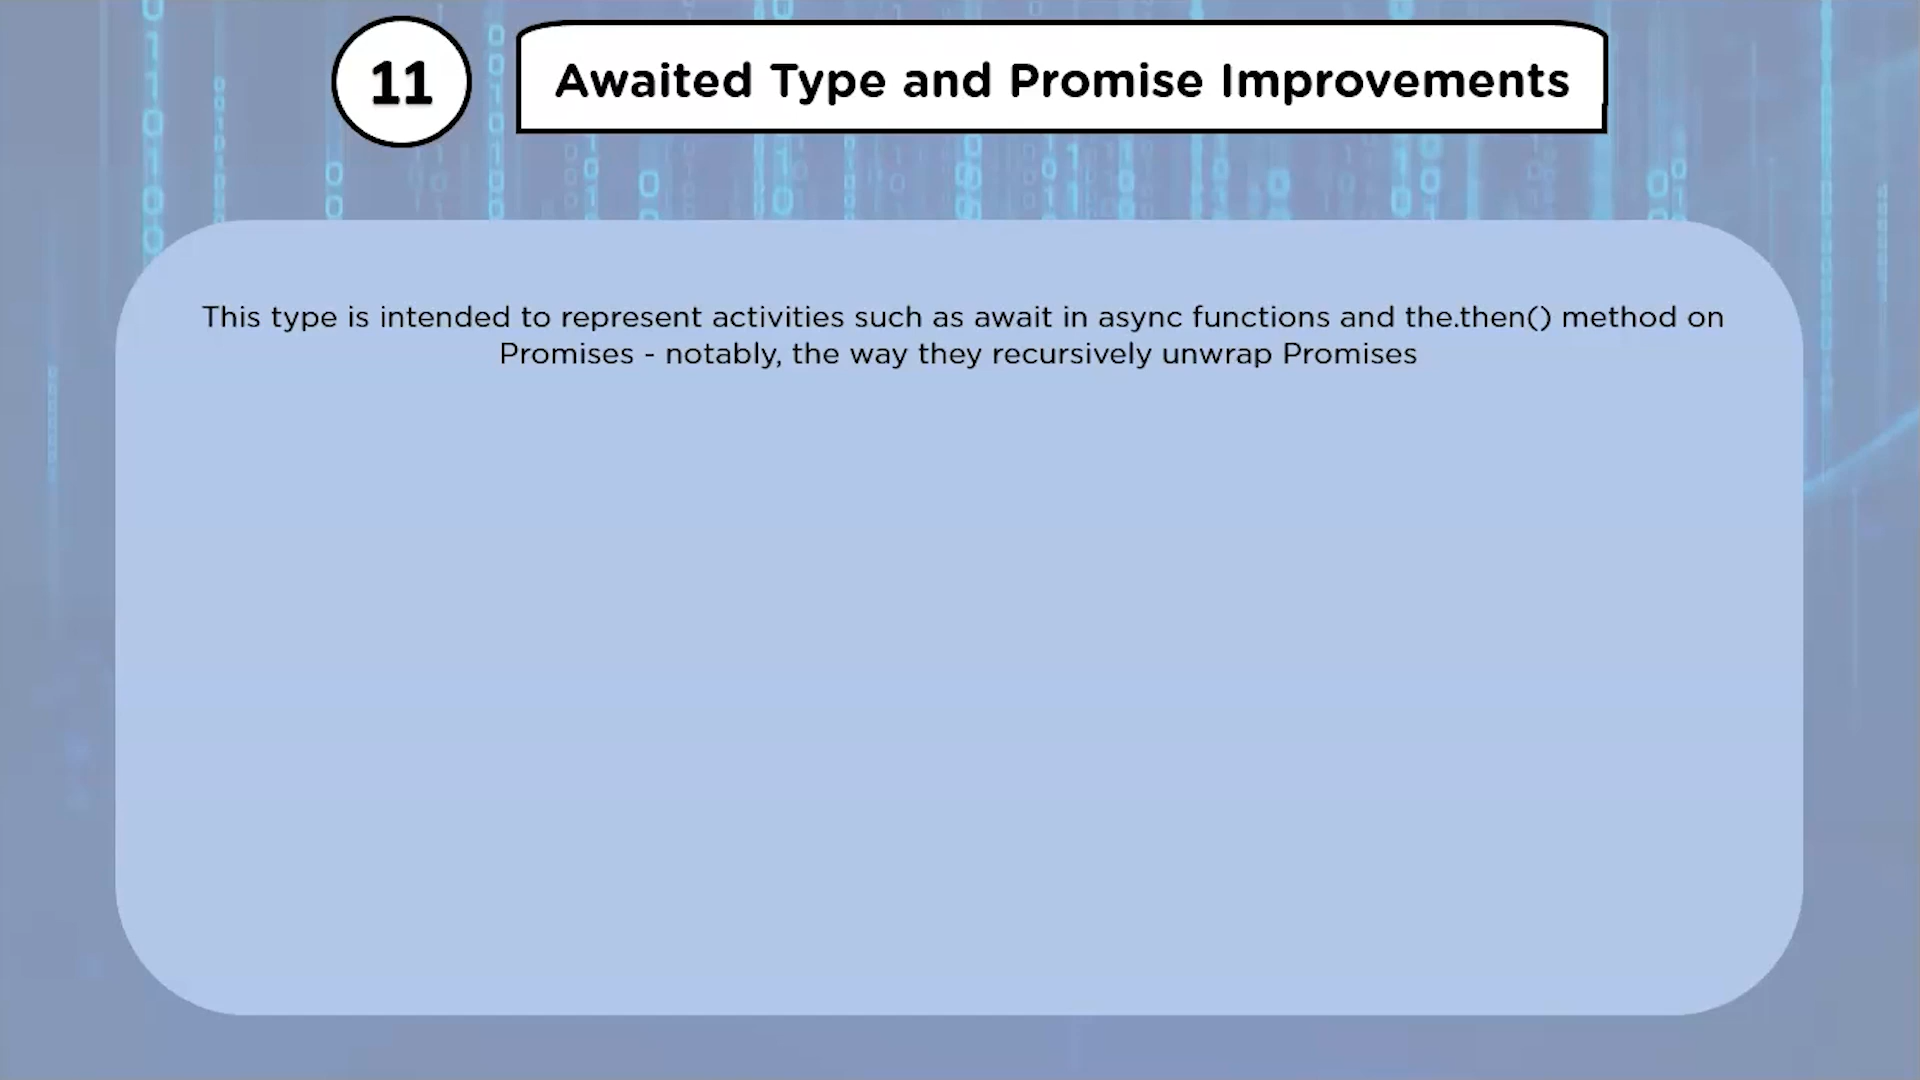 11
Awaited Type and Promise Improvements
This type is intended to represent activities such as await in async functions and the.then() method on
Promises - notably, the way they recursively unwrap Promises